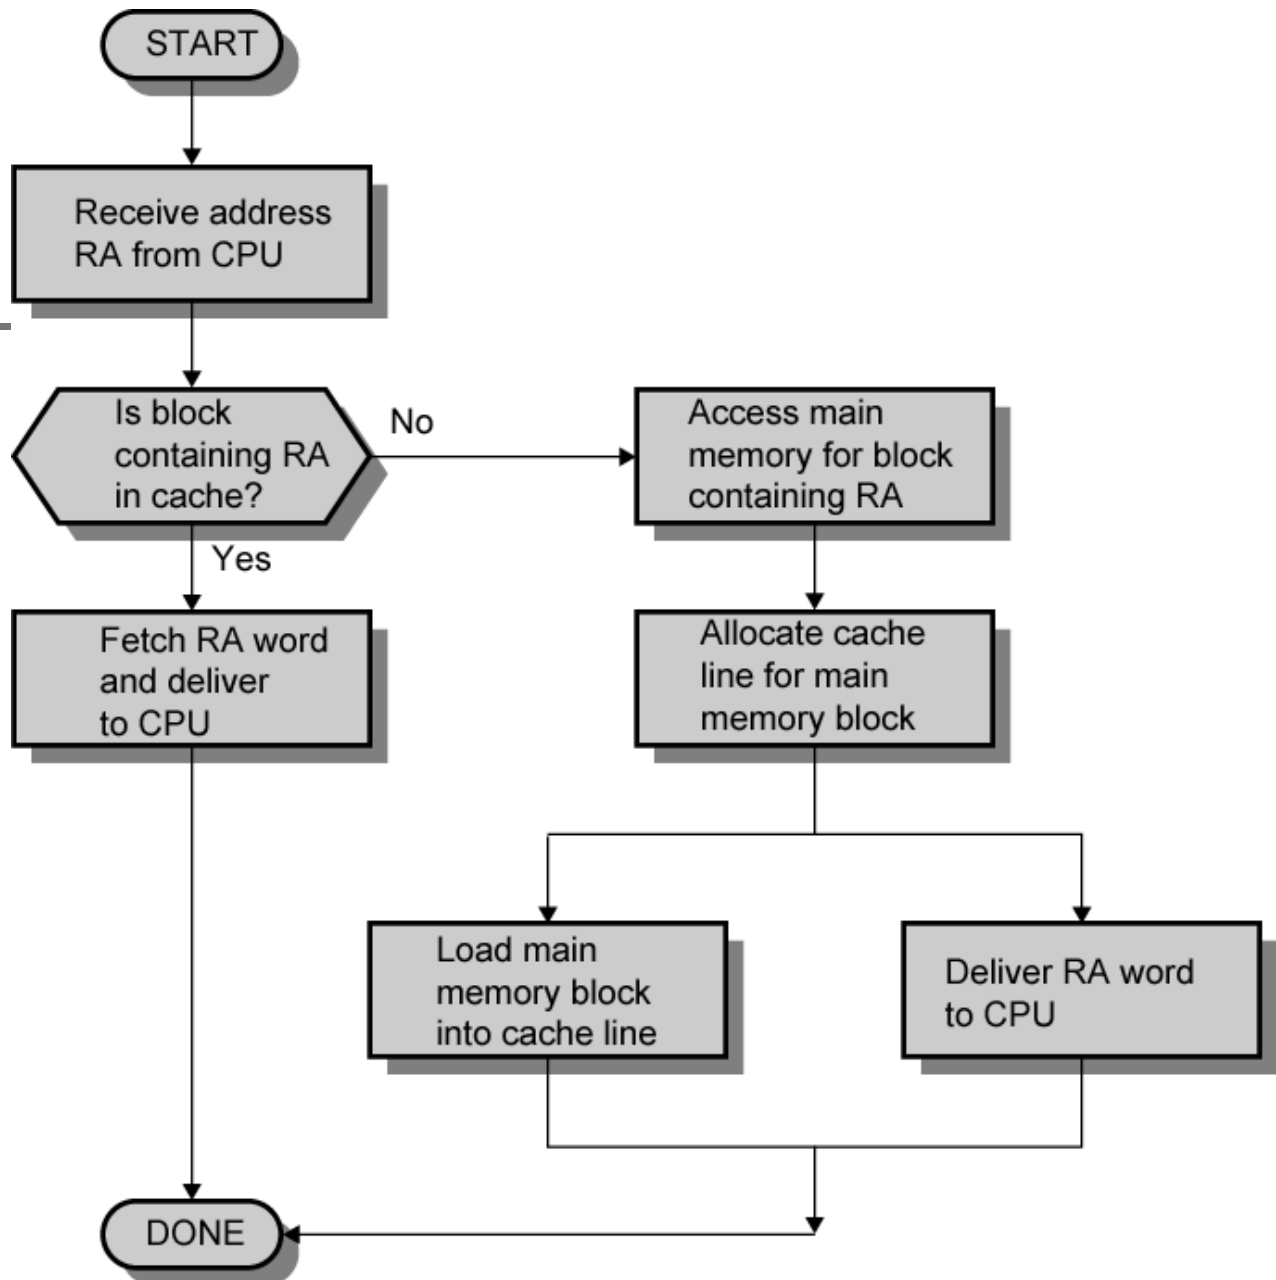 START
Receive address
RA from CPU
Is block
containing RA
in cache?
No
Access main
memory for block
containing RA
Yes
Fetch RA word
and deliver
to CPU
Allocate cache
line for main
memory block
Load main
memory block
into cache line
Deliver RA word
to CPU
DONE